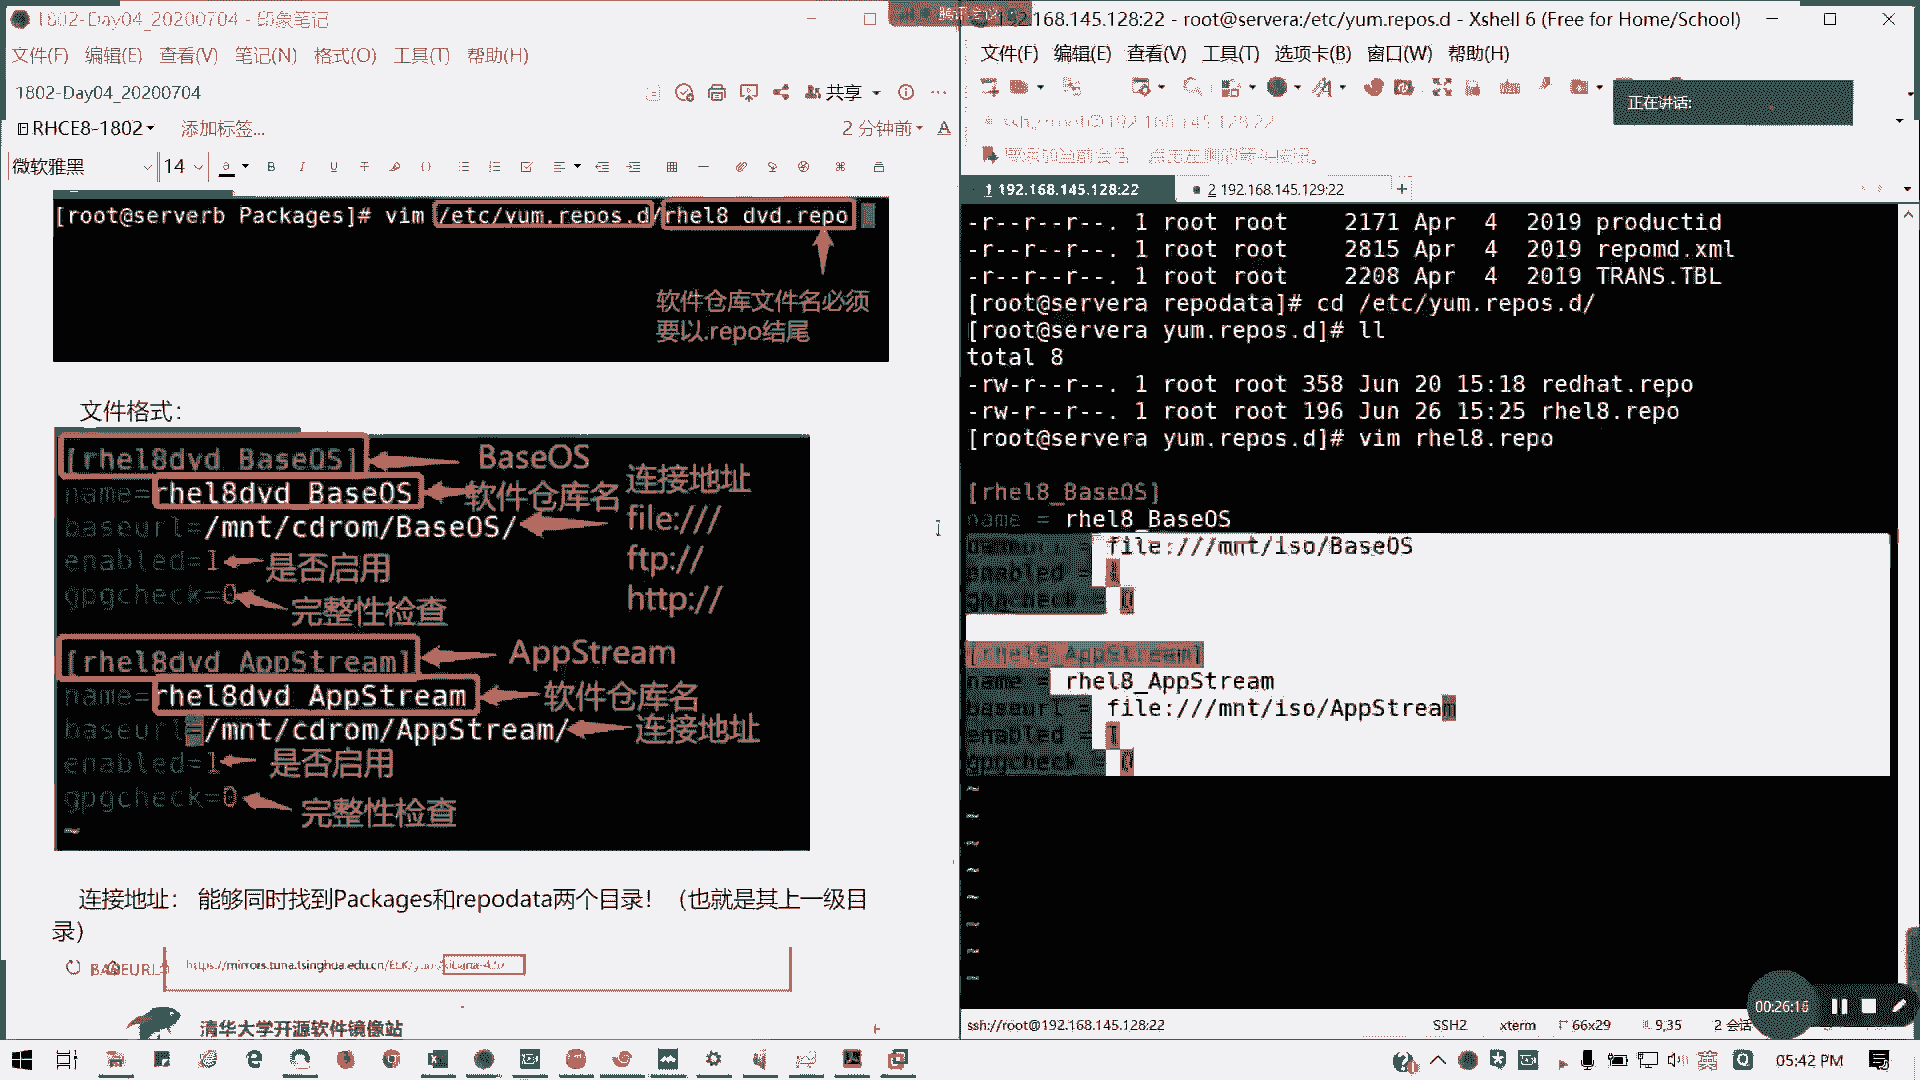 1802-Day04_20200704 - 印象笔记
文件(F) 编辑(E) 查看(V) 笔记(N) 格式(O) 工具(T) 帮助(H)
1802-Day04_20200704
共享
RHCE8-1802
添加标签...
2 分钟前
微软雅黑
14
[root@serverb Packages]# vim /etc/yum.repos.d/rhel8_dvd.repo
软件仓库文件名必须
要以.repo结尾
文件格式：
[rhel8dvd_BaseOS]
BaseOS
name=rhel8dvd_BaseOS
软件仓库名
连接地址
baseurl=/mnt/cdrom/BaseOS/
file:///
ftp://
http://
enabled=1
是否启用
gpgcheck=0
完整性检查
[rhel8dvd_AppStream]
AppStream
name=rhel8dvd_AppStream
软件仓库名
baseurl=/mnt/cdrom/AppStream/
连接地址
enabled=1
是否启用
gpgcheck=0
完整性检查
~
连接地址： 能够同时找到Packages和repodata两个目录！（也就是其上一级目
录）
BASEURL
清华大学开源软件镜像站
192.168.145.128:22 - root@servera:/etc/yum.repos.d - Xshell 6 (Free for Home/School)
文件(F) 编辑(E) 查看(V) 工具(T) 选项卡(B) 窗口(W) 帮助(H)
正在讲话:
ssh://root@192.168.145.128:22
1 192.168.145.128:22
2 192.168.145.129:22
-r--r--r--. 1 root root 2171 Apr 4 2019 productid
-r--r--r--. 1 root root 2815 Apr 4 2019 repomd.xml
-r--r--r--. 1 root root 2208 Apr 4 2019 TRANS.TBL
[root@servera repodata]# cd /etc/yum.repos.d/
[root@servera yum.repos.d]# ll
total 8
-rw-r--r--. 1 root root 358 Jun 20 15:18 redhat.repo
-rw-r--r--. 1 root root 196 Jun 26 15:25 rhel8.repo
[root@servera yum.repos.d]# vim rhel8.repo
[rhel8_BaseOS]
name = rhel8_BaseOS
baseurl = file:///mnt/iso/BaseOS
enabled = 1
gpgcheck = 0
[rhel8_AppStream]
name = rhel8_AppStream
baseurl = file:///mnt/iso/AppStream
enabled = 1
gpgcheck = 0
~
~
~
~
~
~
~
~
00:26:16
ssh://root@192.168.145.128:22
SSH2
xterm
66x29
9,35
2 会话
05:42 PM